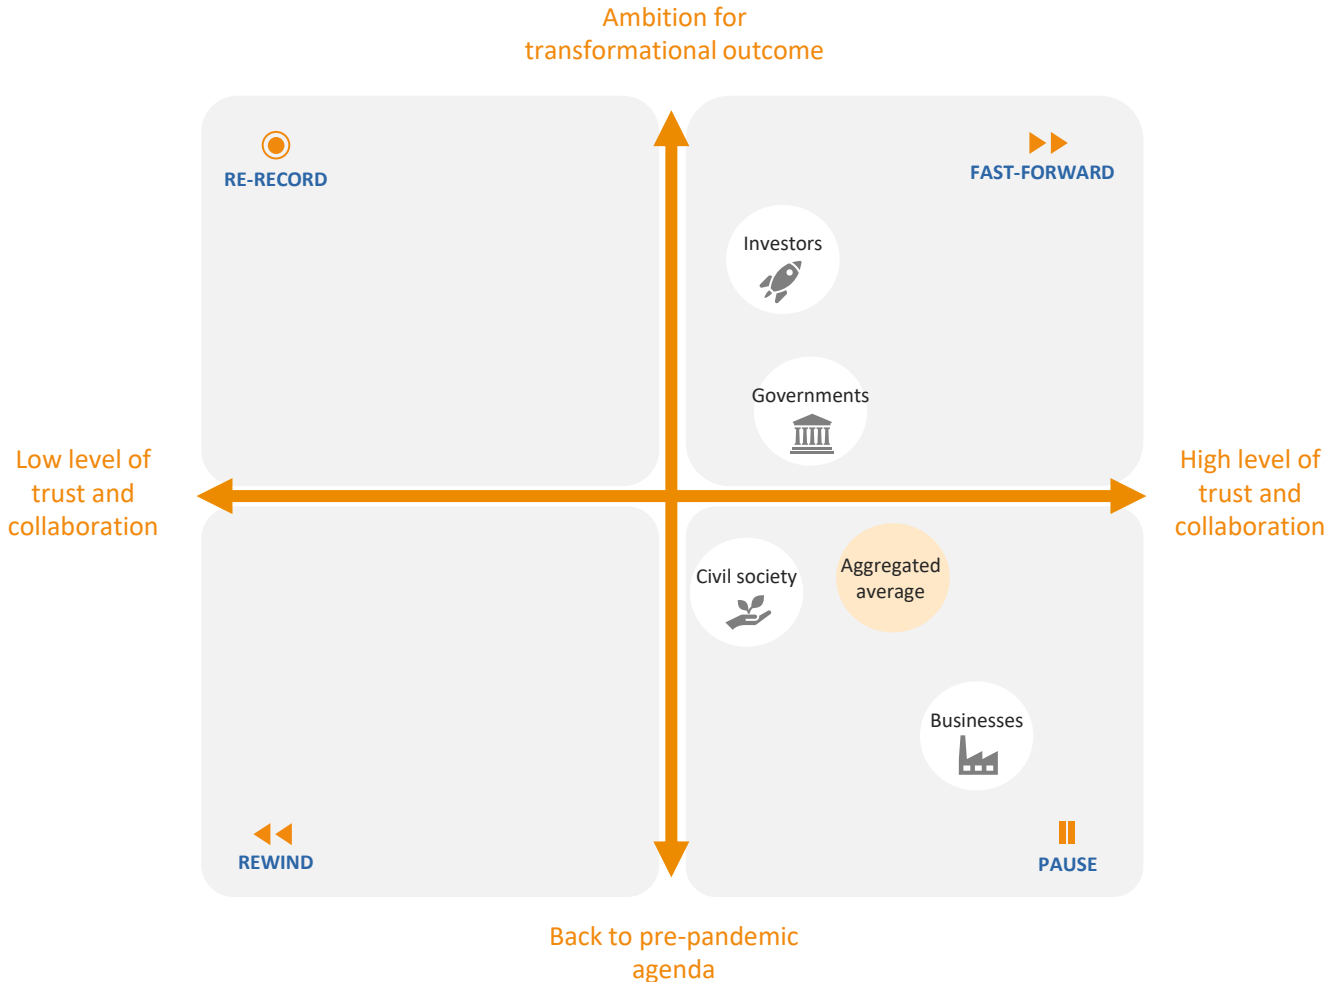 Ambition for
transformational outcome
RE-RECORD
FAST-FORWARD
Investors
Governments
Low level of
trust and
collaboration
High level of
trust and
collaboration
Civil society
Aggregated
average
Businesses
REWIND
PAUSE
Back to pre-pandemic
agenda